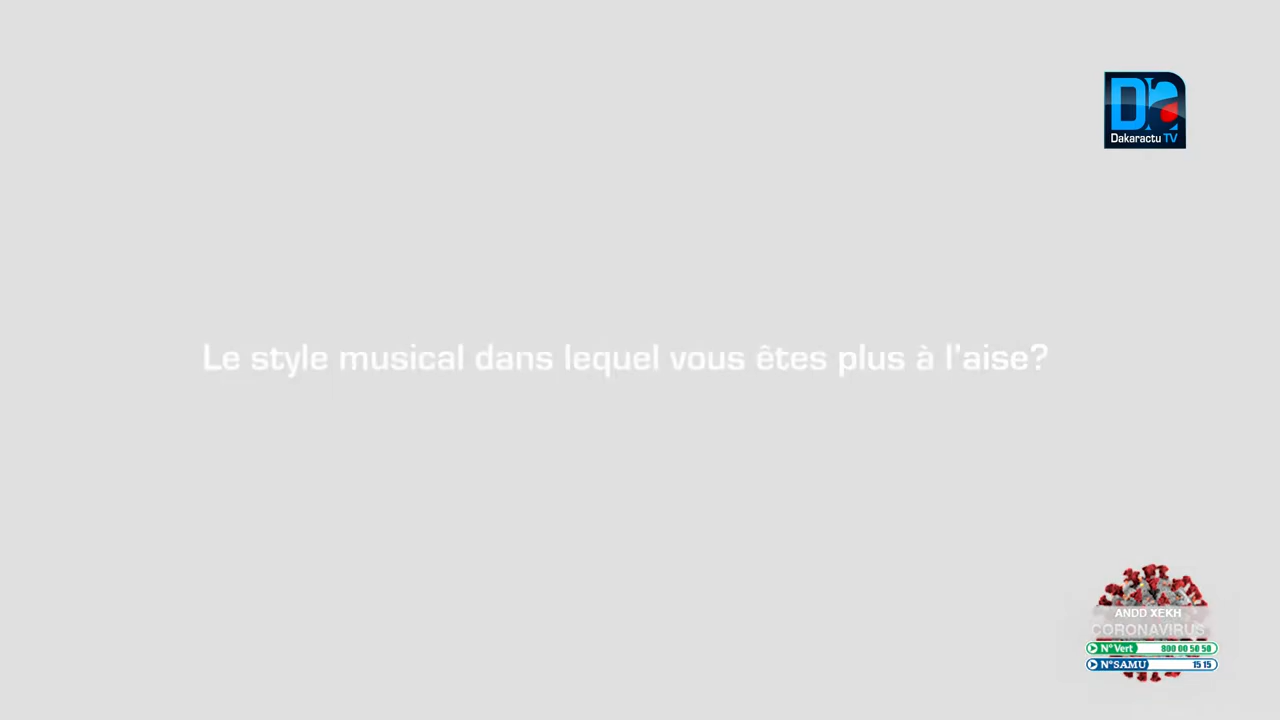 Dakaractu TV
Le style musical dans lequel vous êtes plus à l'aise?
ANDD XEKH
CORONAVIRUS
N°Vert 800 00 50 50
N°SAMU 15 15